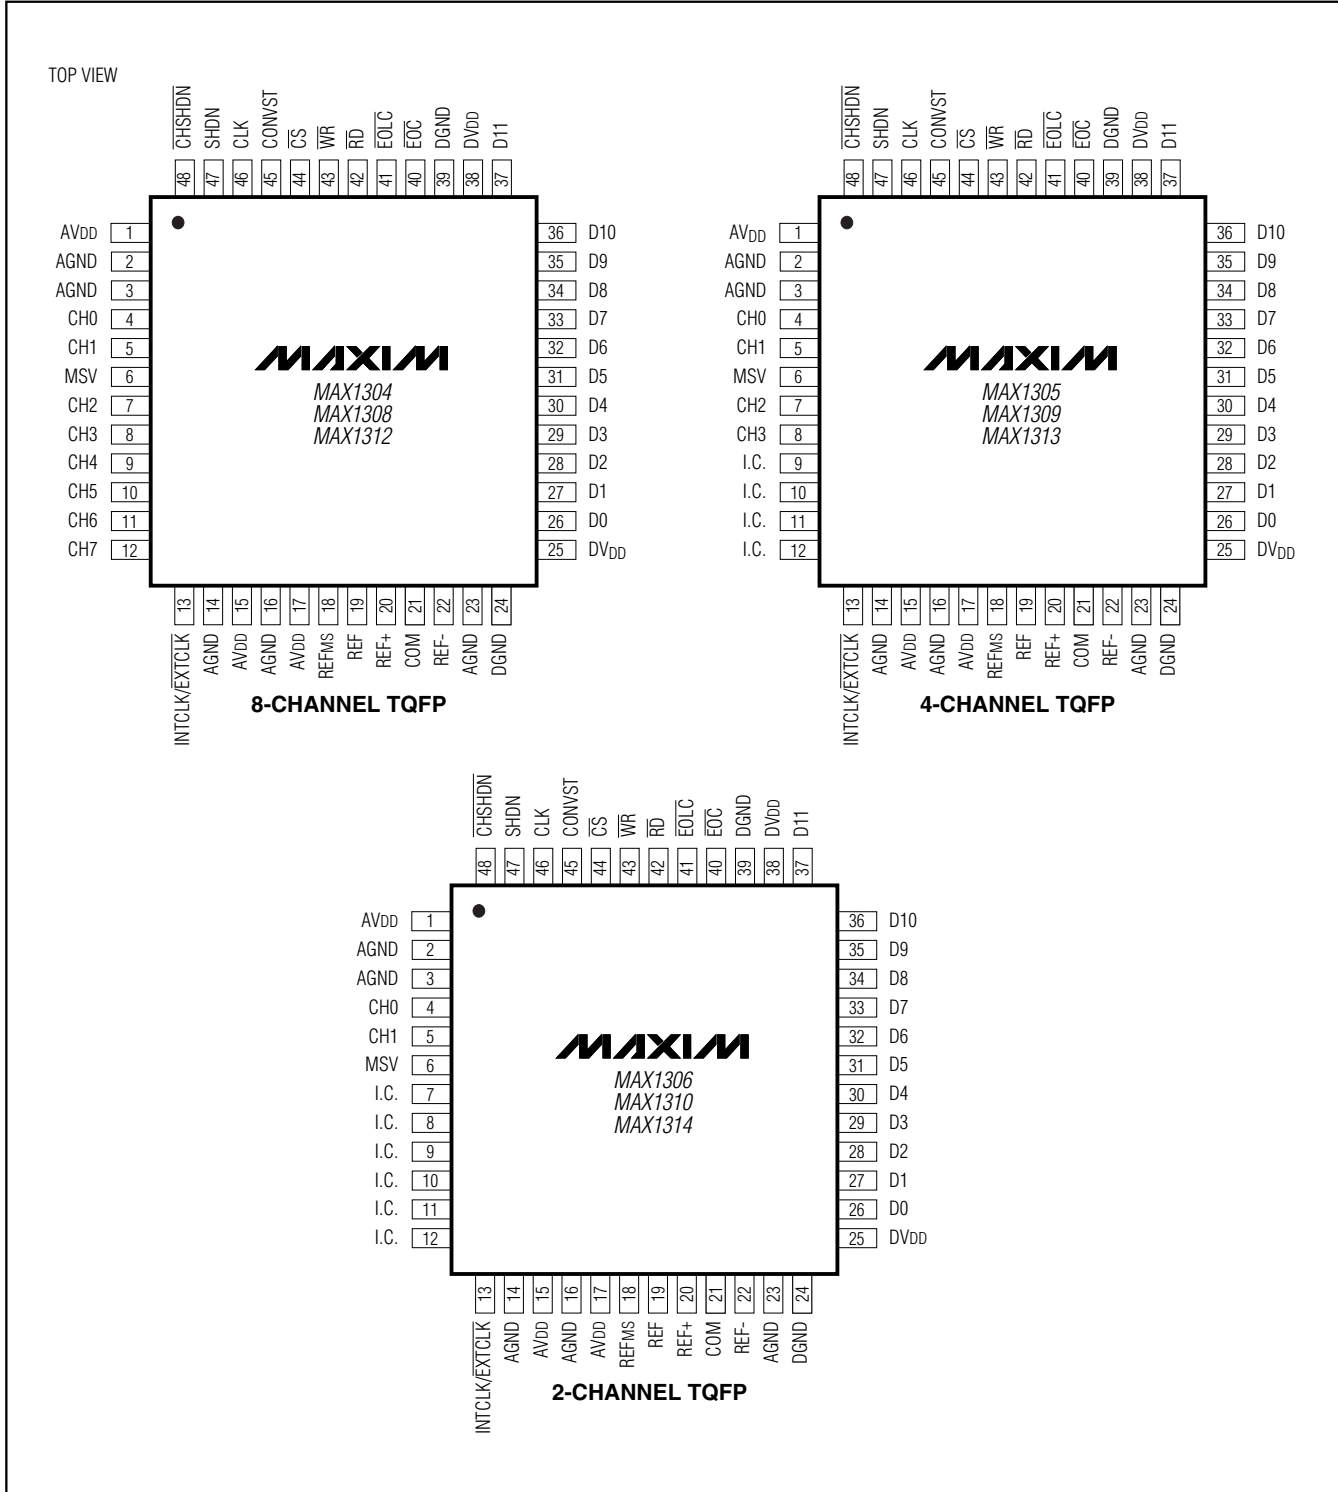 TOP VIEW
CHSHDN
SHDN
CLK
CONVST
CS
WR
RD
EOLC
EOC
DGND
DVDD
D11
48 47 46 45 44 43 42 41 40 39 38 37
AVDD 1
AGND 2
AGND 3
CH0 4
CH1 5
MSV 6
CH2 7
CH3 8
CH4 9
CH5 10
CH6 11
CH7 12
MAXIM
MAX1304
MAX1308
MAX1312
36 D10
35 D9
34 D8
33 D7
32 D6
31 D5
30 D4
29 D3
28 D2
27 D1
26 D0
25 DVDD
13 14 15 16 17 18 19 20 21 22 23 24
INTCLK/EXTCLK
AGND
AVDD
AGND
AVDD
REFMS
REF
REF+
COM
REF-
AGND
DGND
8-CHANNEL TQFP
CHSHDN
SHDN
CLK
CONVST
CS
WR
RD
EOLC
EOC
DGND
DVDD
D11
48 47 46 45 44 43 42 41 40 39 38 37
AVDD 1
AGND 2
AGND 3
CH0 4
CH1 5
MSV 6
CH2 7
CH3 8
I.C. 9
I.C. 10
I.C. 11
I.C. 12
MAXIM
MAX1305
MAX1309
MAX1313
36 D10
35 D9
34 D8
33 D7
32 D6
31 D5
30 D4
29 D3
28 D2
27 D1
26 D0
25 DVDD
13 14 15 16 17 18 19 20 21 22 23 24
INTCLK/EXTCLK
AGND
AVDD
AGND
AVDD
REFMS
REF
REF+
COM
REF-
AGND
DGND
4-CHANNEL TQFP
CHSHDN
SHDN
CLK
CONVST
CS
WR
RD
EOLC
EOC
DGND
DVDD
D11
48 47 46 45 44 43 42 41 40 39 38 37
AVDD 1
AGND 2
AGND 3
CH0 4
CH1 5
MSV 6
I.C. 7
I.C. 8
I.C. 9
I.C. 10
I.C. 11
I.C. 12
MAXIM
MAX1306
MAX1310
MAX1314
36 D10
35 D9
34 D8
33 D7
32 D6
31 D5
30 D4
29 D3
28 D2
27 D1
26 D0
25 DVDD
13 14 15 16 17 18 19 20 21 22 23 24
INTCLK/EXTCLK
AGND
AVDD
AGND
AVDD
REFMS
REF
REF+
COM
REF-
AGND
DGND
2-CHANNEL TQFP